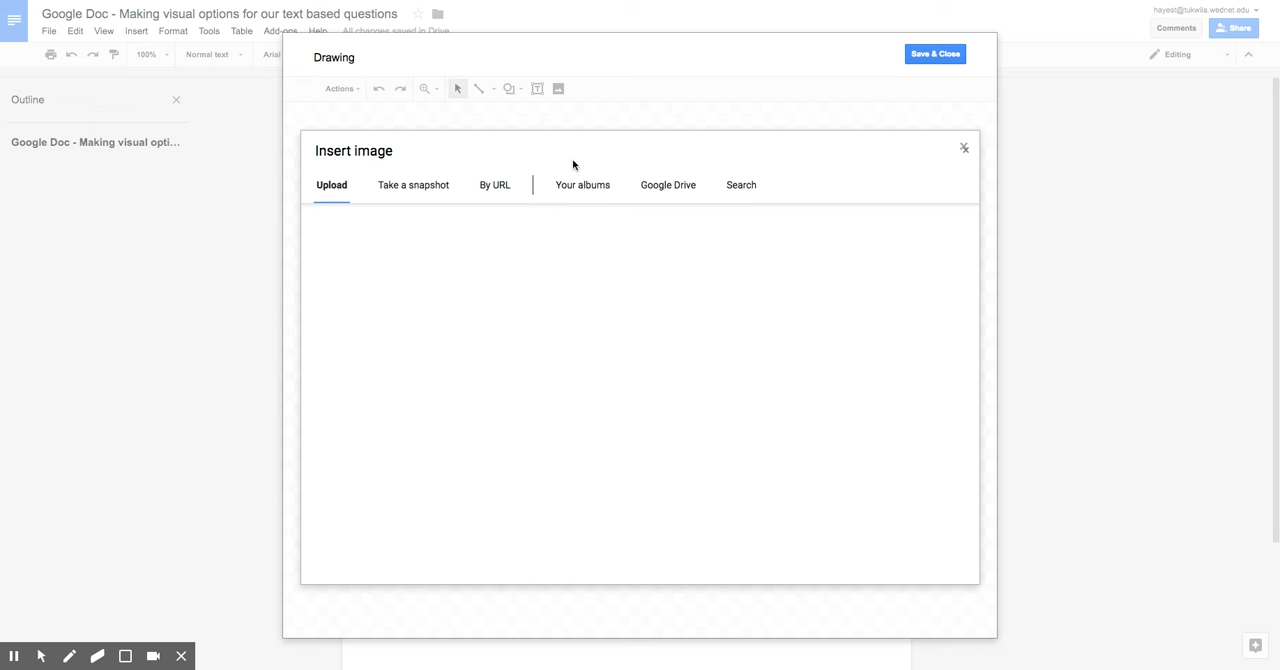 Google Doc - Making visual options for our text based questions
hayest@tukwila.wednet.edu
File Edit View Insert Format Tools Table Add-ons Help All changes saved in Drive
Comments
Share
100% Normal text Arial
Editing
Drawing
Save & Close
Actions
Outline
Google Doc - Making visual opti...
Insert image
Upload Take a snapshot By URL Your albums Google Drive Search